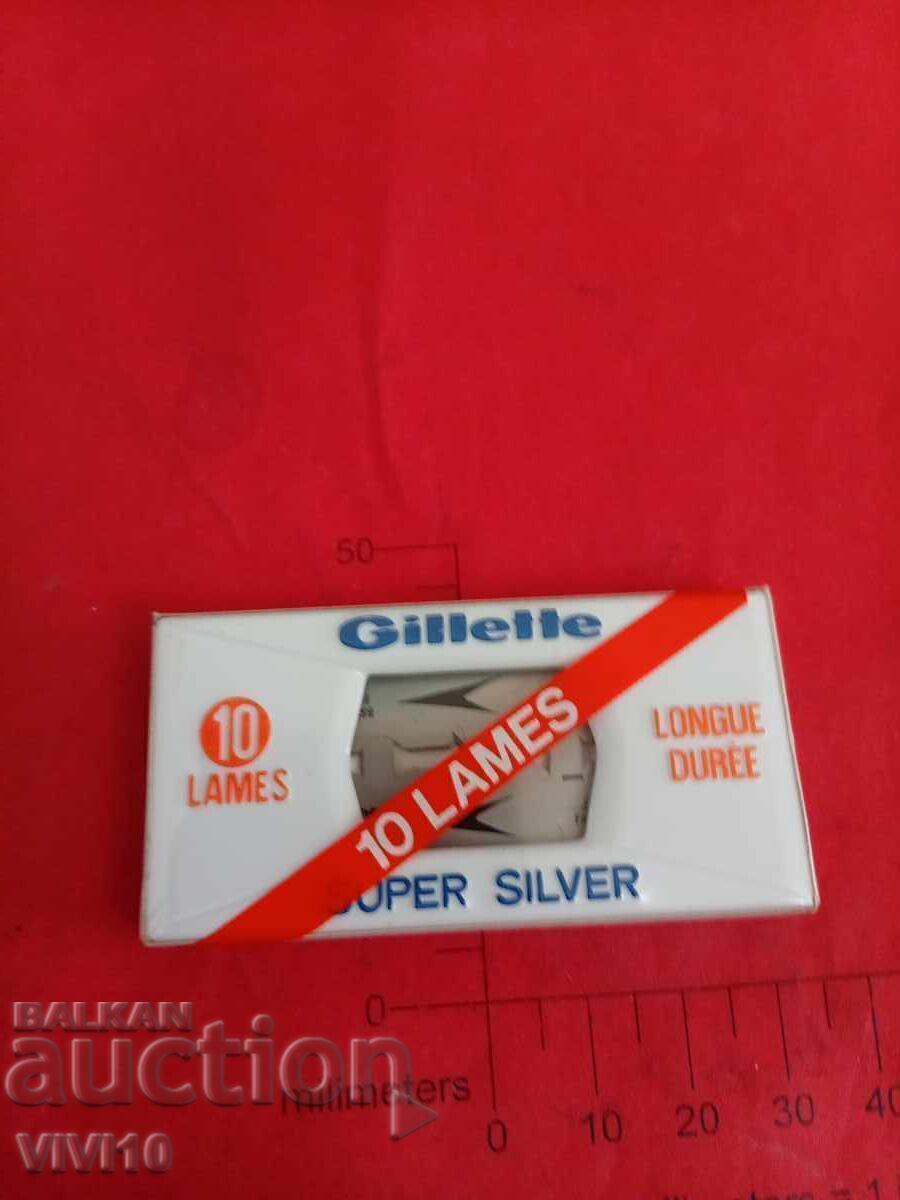 50
Gillette
10
LAMES
10 LAMES
LONGUE
DURÉE
SUPER SILVER
0
milimeters
0 10 20 30 40
BALKAN
auction
VIVI10